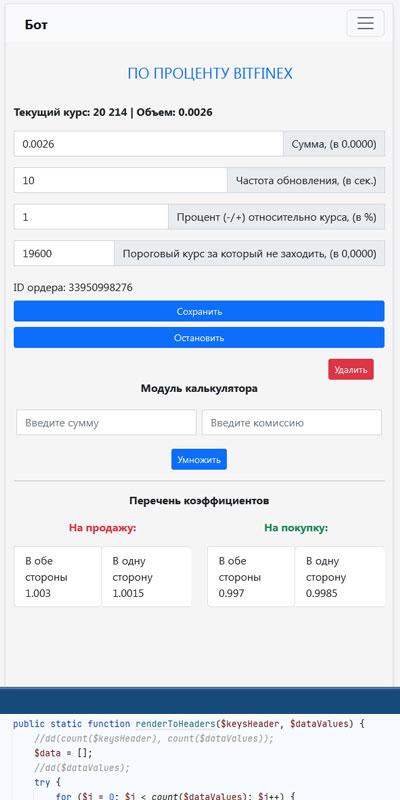 Бот
ПО ПРОЦЕНТУ BITFINEX
Текущий курс: 20 214 | Объем: 0.0026
0.0026 Сумма, (в 0.0000)
10 Частота обновления, (в сек.)
1 Процент (-/+) относительно курса, (в %)
19600 Пороговый курс за который не заходить, (в 0,0000)
ID ордера: 33950998276
Сохранить
Остановить
Удалить
Модуль калькулятора
Введите сумму Введите комиссию
Умножить
Перечень коэффициентов
На продажу: На покупку:
В обе В одну В обе В одну
стороны сторону стороны сторону
1.003 1.0015 0.997 0.9985
public static function renderToHeaders($keysHeader, $dataValues) {
//dd(count($keysHeader), count($dataValues));
$data = [];
//dd($dataValues);
try {
for ($j = 0; $j < count($dataValues); $j++) {